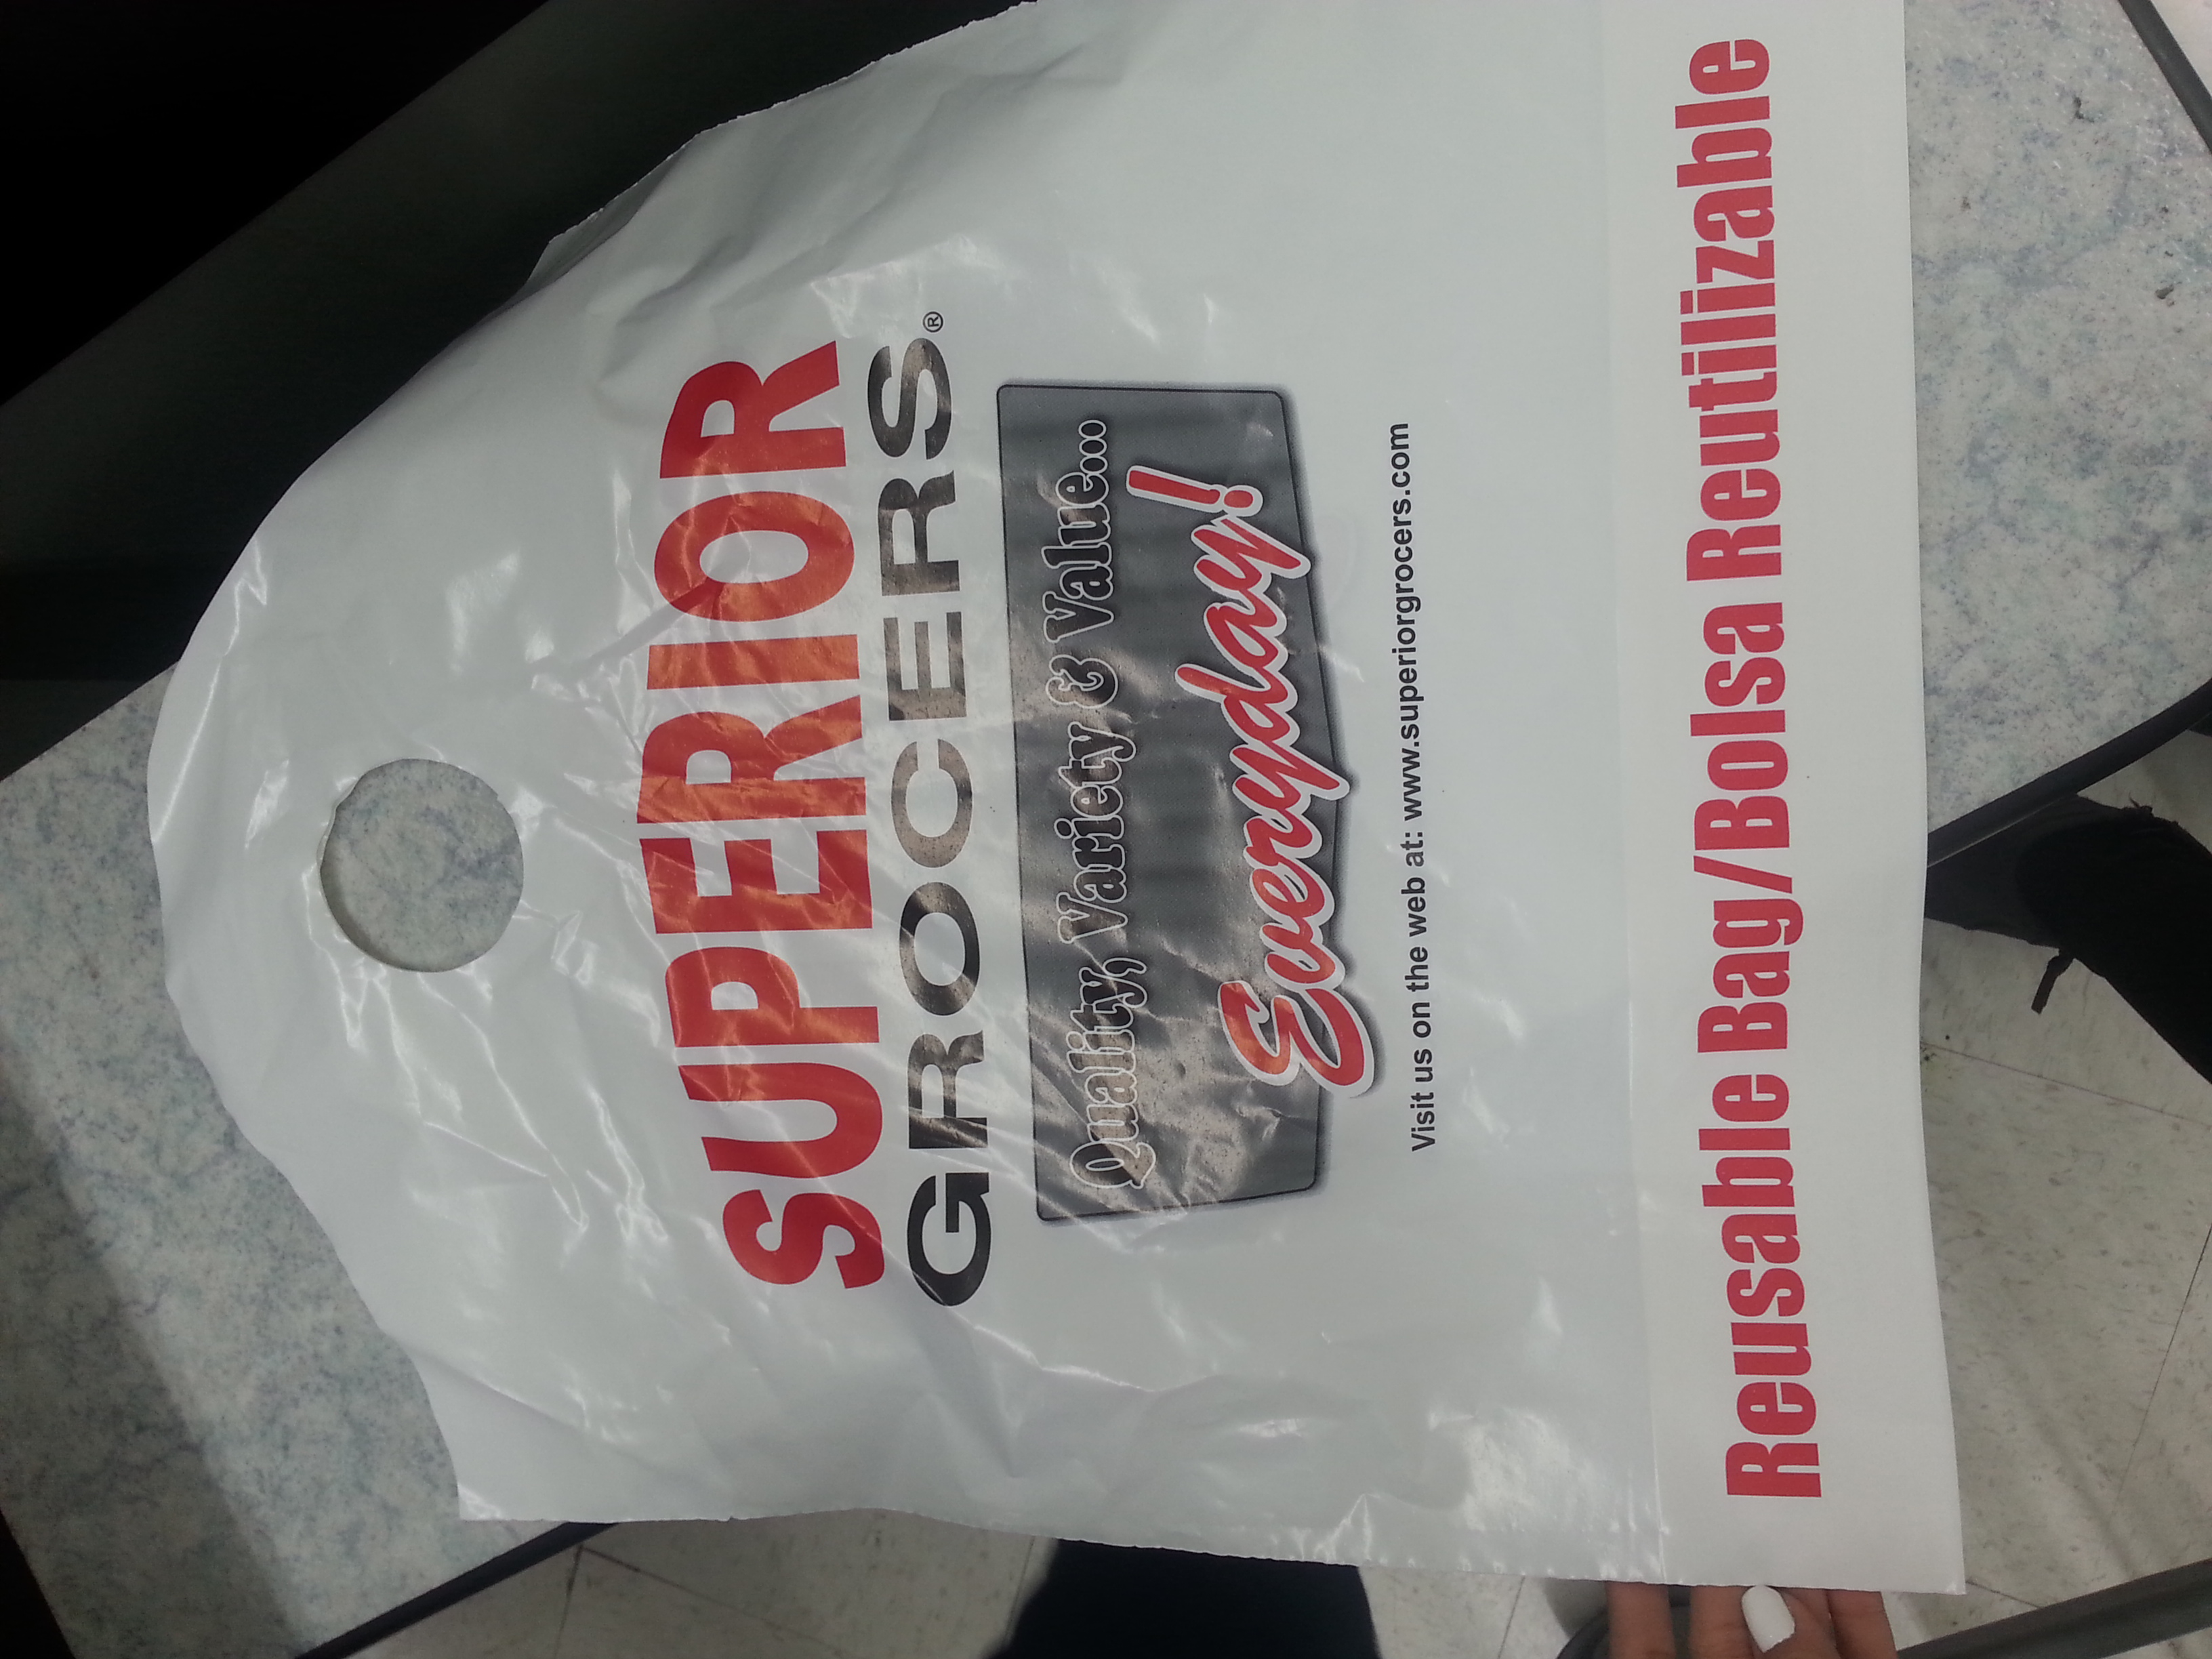 SUPERIOR
GROCERS®
Quality, Variety & Value...
Everyday!
Visit us on the web at: www.superiorgrocers.com
Reusable Bag/Bolsa Reutilizable